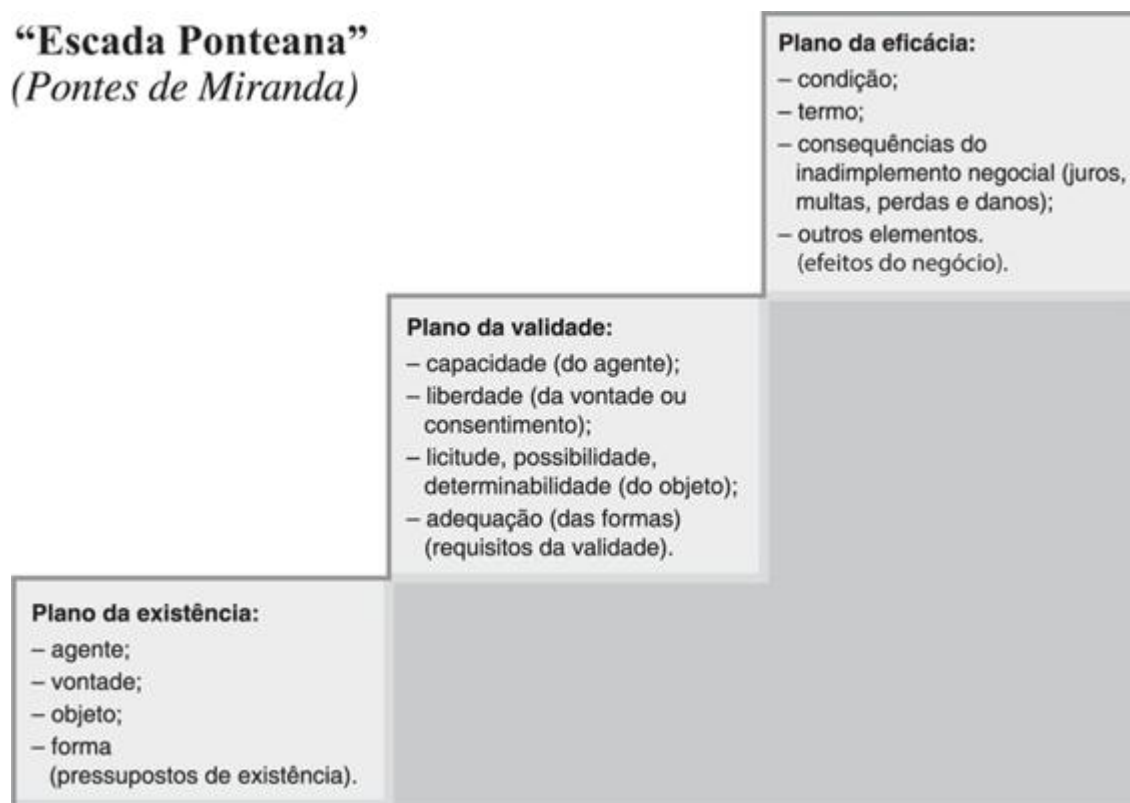 “Escada Ponteana”
(Pontes de Miranda)
Plano da eficácia:
– condição;
– termo;
– consequências do
inadimplemento negocial (juros,
multas, perdas e danos);
– outros elementos.
(efeitos do negócio).
Plano da validade:
– capacidade (do agente);
– liberdade (da vontade ou
consentimento);
– licitude, possibilidade,
determinabilidade (do objeto);
– adequação (das formas)
(requisitos da validade).
Plano da existência:
– agente;
– vontade;
– objeto;
– forma
(pressupostos de existência).